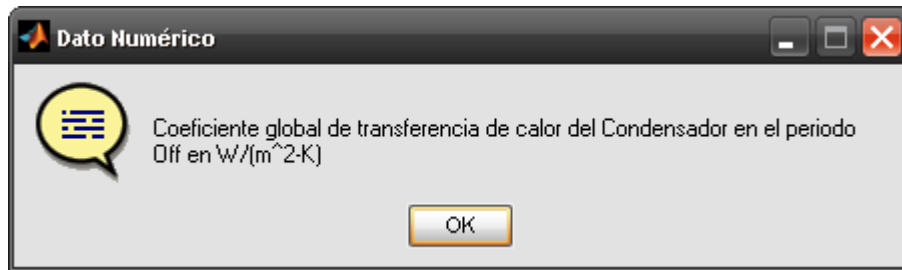 Dato Numérico
Coeficiente global de transferencia de calor del Condensador en el periodo
Off en W/(m^2-K)
OK